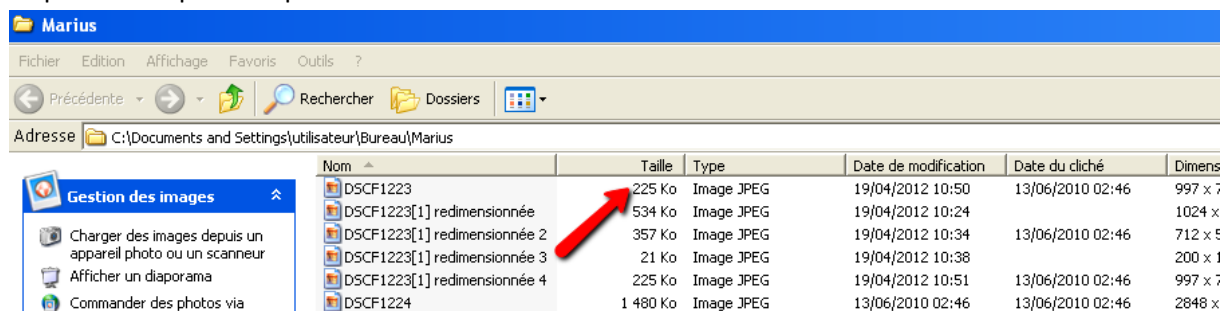 Marius
Fichier Edition Affichage Favoris Outils ?
Précédente Rechercher Dossiers
Adresse C:\Documents and Settings\utilisateur\Bureau\Marius
Nom Taille Type Date de modification Date du cliché Dimens
Gestion des images
Charger des images depuis un
appareil photo ou un scanneur
Afficher un diaporama
Commander des photos via
DSCF1223 225 Ko Image JPEG 19/04/2012 10:50 13/06/2010 02:46 997 x 7
DSCF1223[1] redimensionnée 534 Ko Image JPEG 19/04/2012 10:24 1024 x
DSCF1223[1] redimensionnée 2 357 Ko Image JPEG 19/04/2012 10:34 13/06/2010 02:46 712 x 5
DSCF1223[1] redimensionnée 3 21 Ko Image JPEG 19/04/2012 10:38 200 x 1
DSCF1223[1] redimensionnée 4 225 Ko Image JPEG 19/04/2012 10:51 13/06/2010 02:46 997 x 7
DSCF1224 1 480 Ko Image JPEG 13/06/2010 02:46 13/06/2010 02:46 2848 x